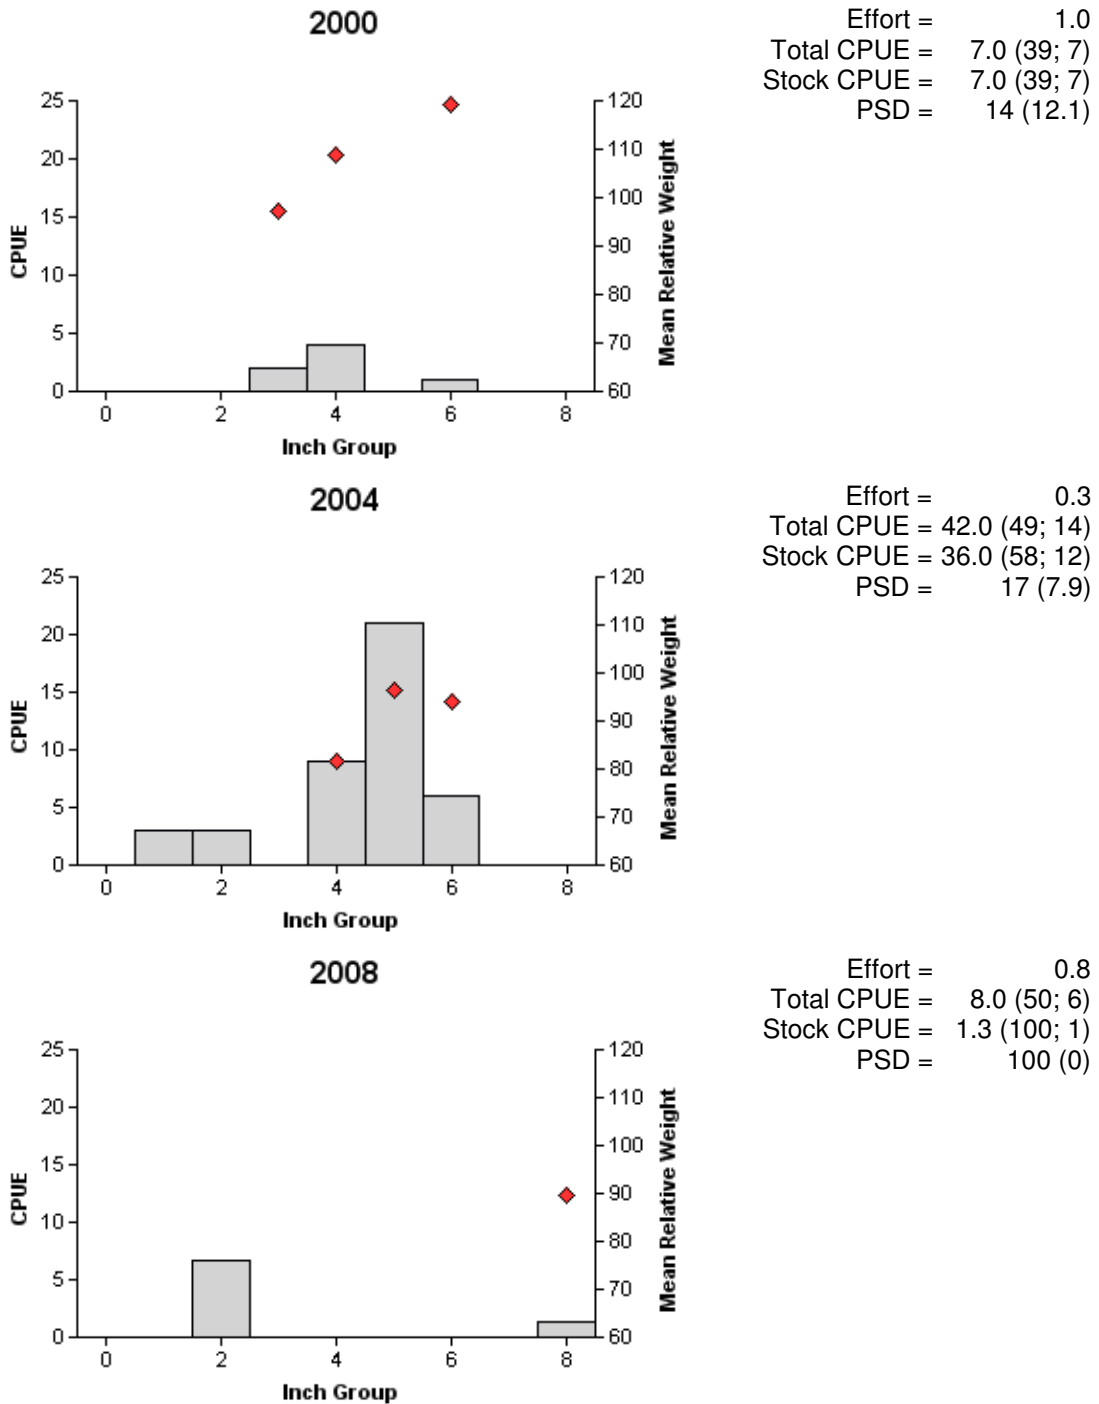 2000
Effort = 1.0
Total CPUE = 7.0 (39; 7)
Stock CPUE = 7.0 (39; 7)
PSD = 14 (12.1)
25
20
15
10
5
0
CPUE
120
110
100
90
80
70
60
Mean Relative Weight
0 2 4 6 8
Inch Group
2004
Effort = 0.3
Total CPUE = 42.0 (49; 14)
Stock CPUE = 36.0 (58; 12)
PSD = 17 (7.9)
25
20
15
10
5
0
CPUE
120
110
100
90
80
70
60
Mean Relative Weight
0 2 4 6 8
Inch Group
2008
Effort = 0.8
Total CPUE = 8.0 (50; 6)
Stock CPUE = 1.3 (100; 1)
PSD = 100 (0)
25
20
15
10
5
0
CPUE
120
110
100
90
80
70
60
Mean Relative Weight
0 2 4 6 8
Inch Group